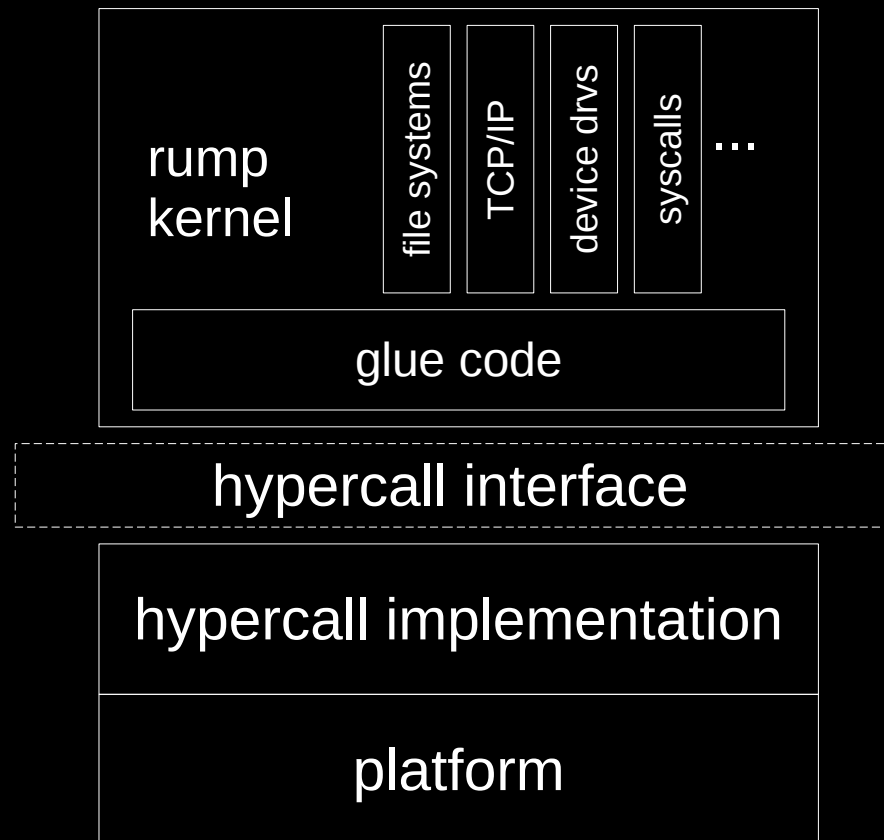 rump
kernel
file systems
TCP/IP
device drvs
syscalls
...
glue code
hypercall interface
hypercall implementation
platform